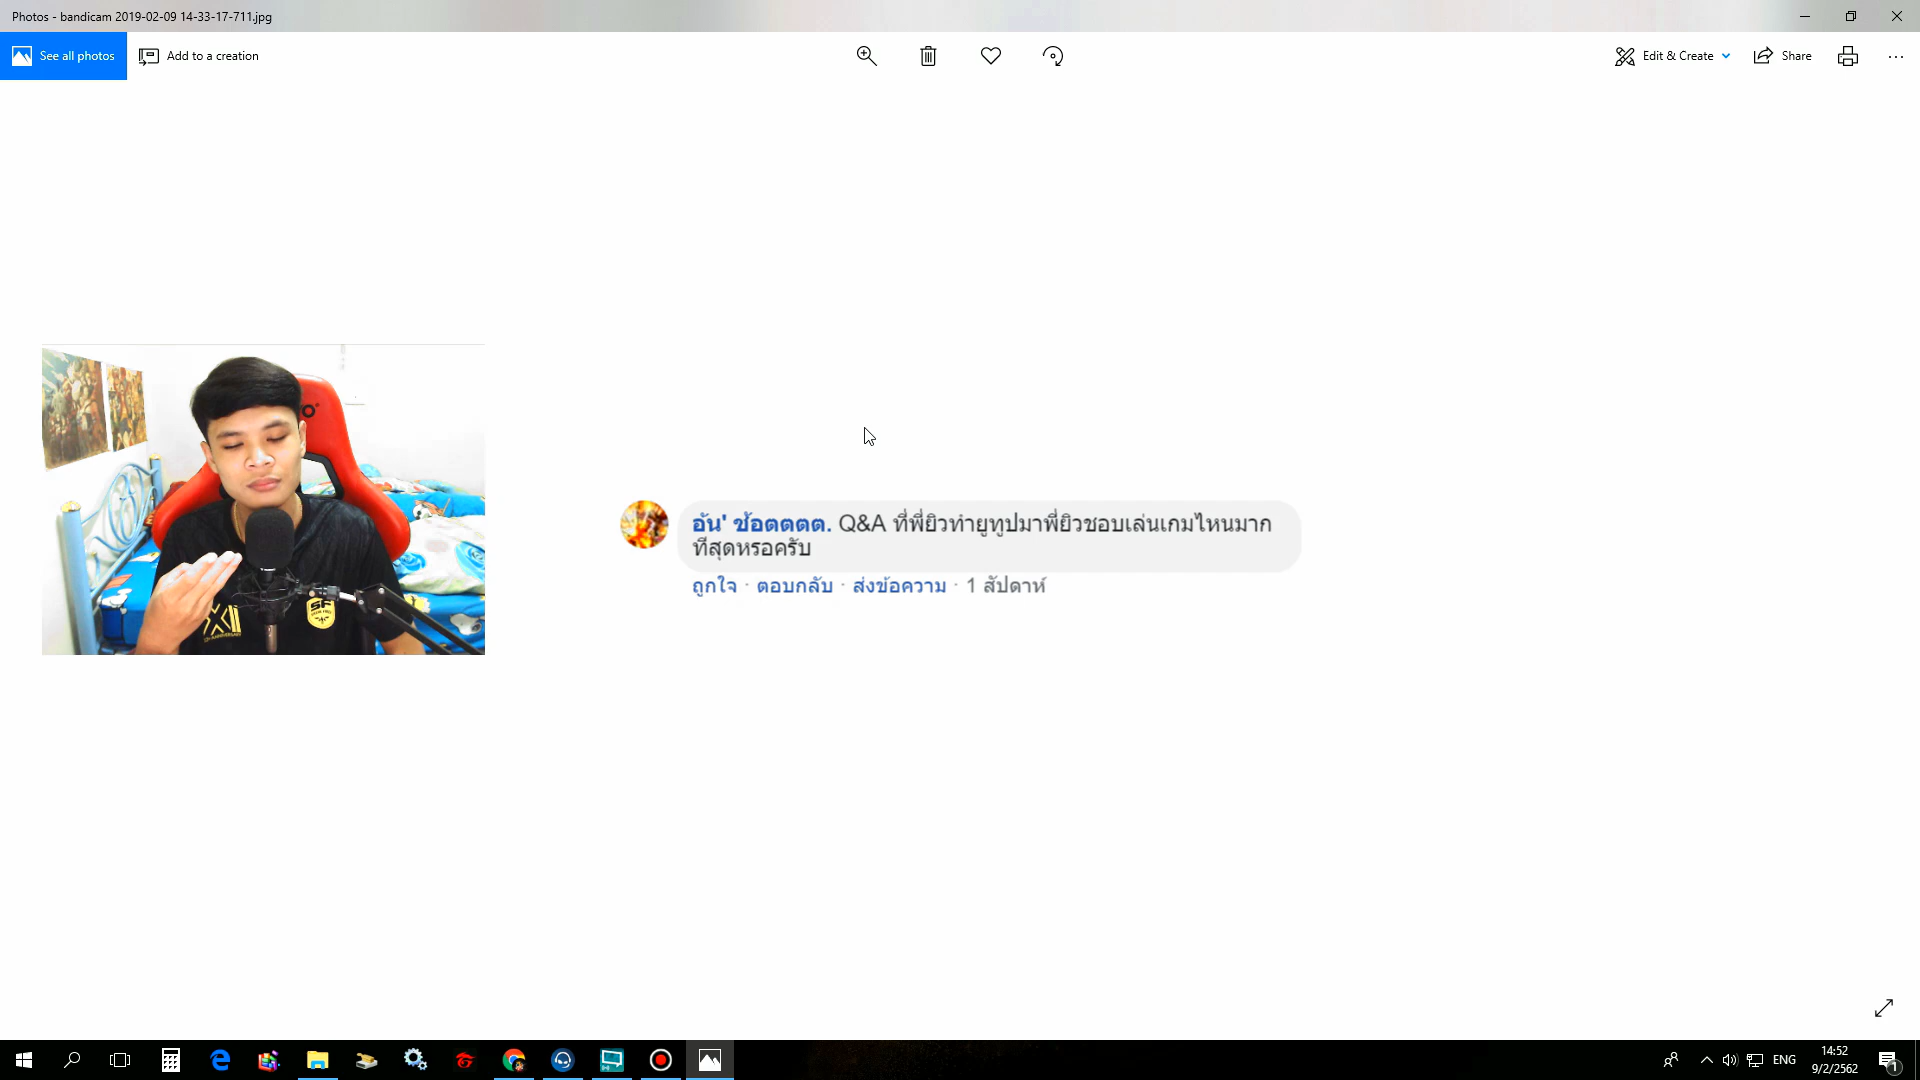 Photos - bandicam 2019-02-09 14-33-17-711.jpg
See all photos
Add to a creation
Edit & Create
Share
อ้น' ช้อตตตต. Q&A ที่พี่ยิวทำยูทูปมาพี่ยิวชอบเล่นเกมไหนมาก
ที่สุดหรอครับ
ถูกใจ · ตอบกลับ · ส่งข้อความ · 1 สัปดาห์
XI
SF
ENG
14:52
9/2/2562
1